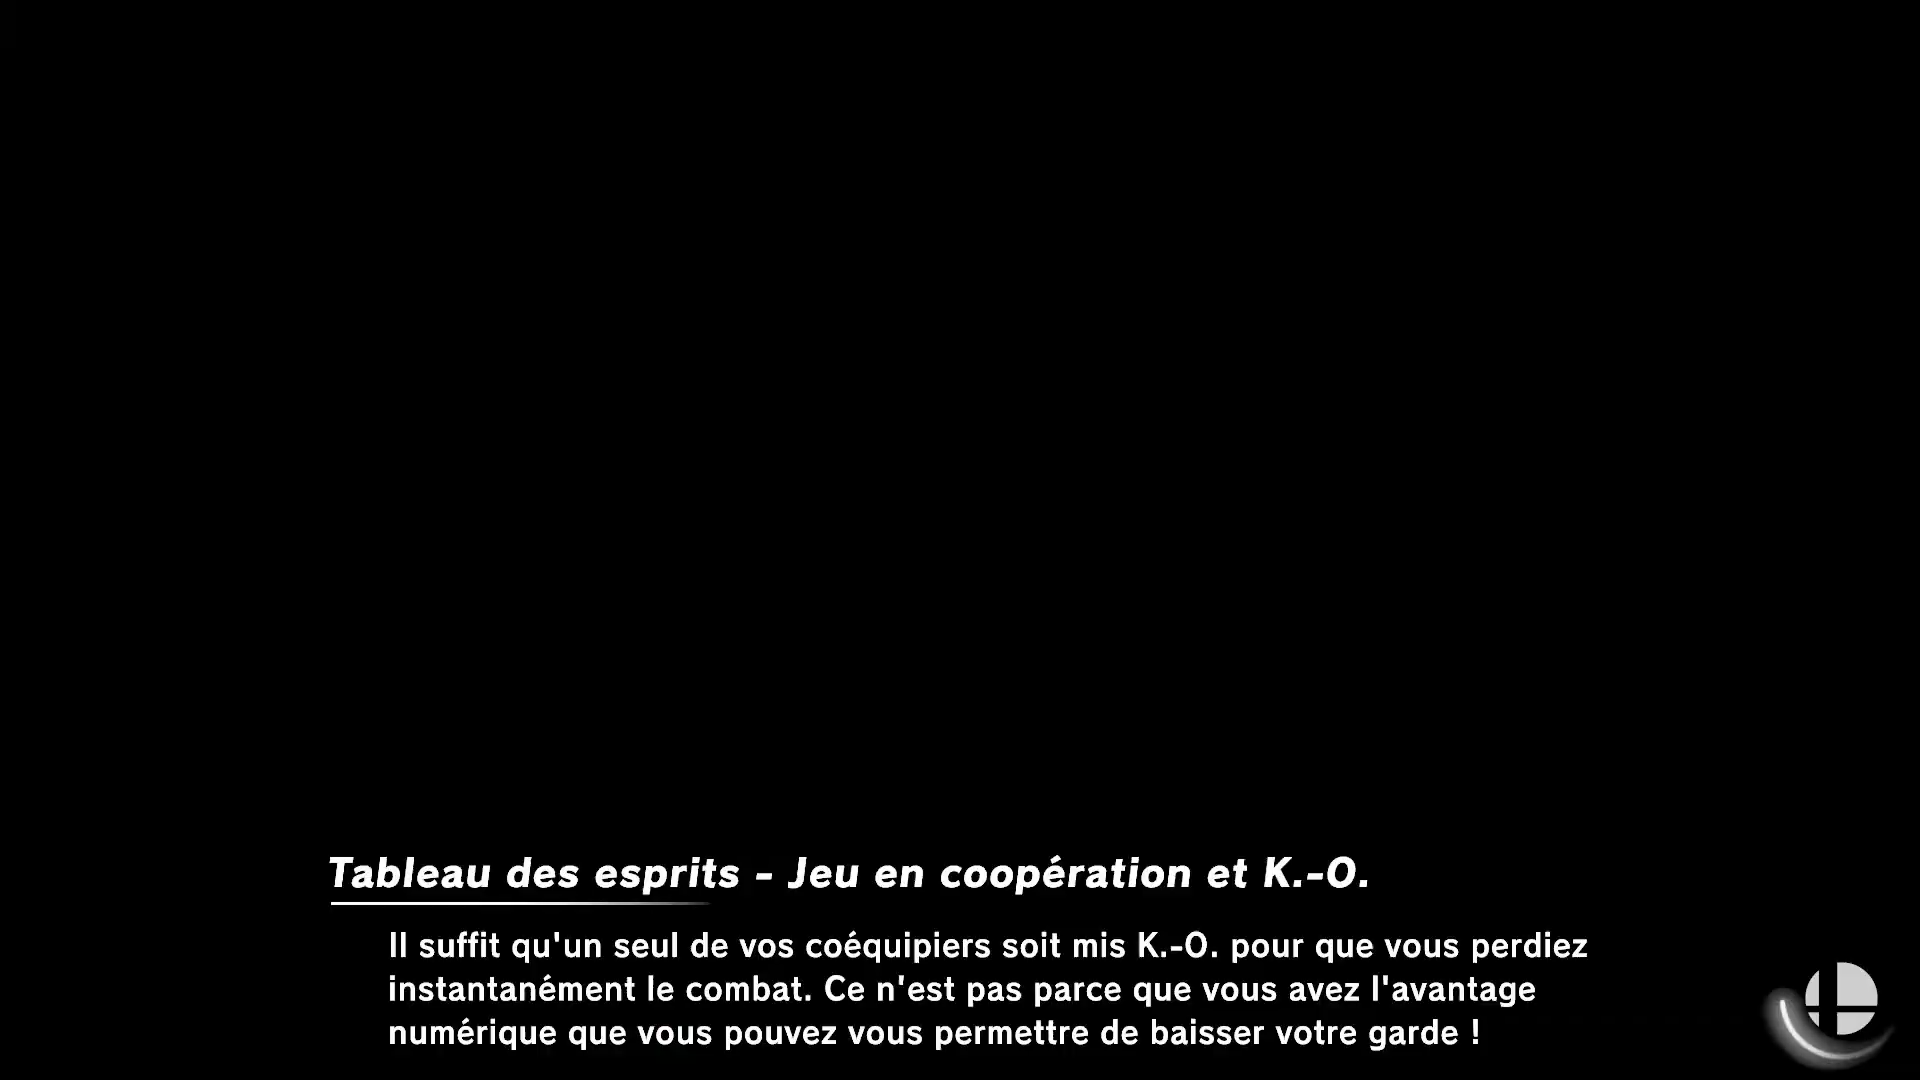 Tableau des esprits - Jeu en coopération et K.-O.
Il suffit qu'un seul de vos coéquipiers soit mis K.-O. pour que vous perdiez
instantanément le combat. Ce n'est pas parce que vous avez l'avantage
numérique que vous pouvez vous permettre de baisser votre garde !